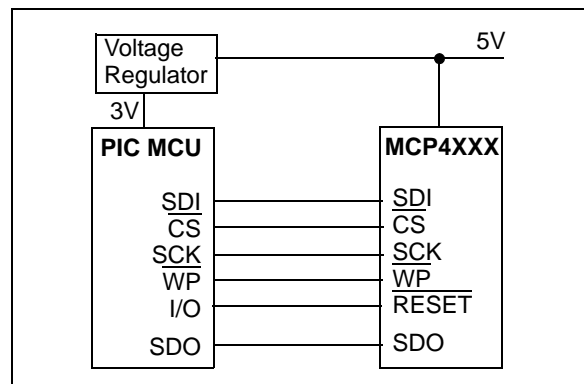 Voltage
Regulator
5V
3V
PIC MCU
MCP4XXX
SDI
SDI
CS
CS
SCK
SCK
WP
WP
I/O
RESET
SDO
SDO